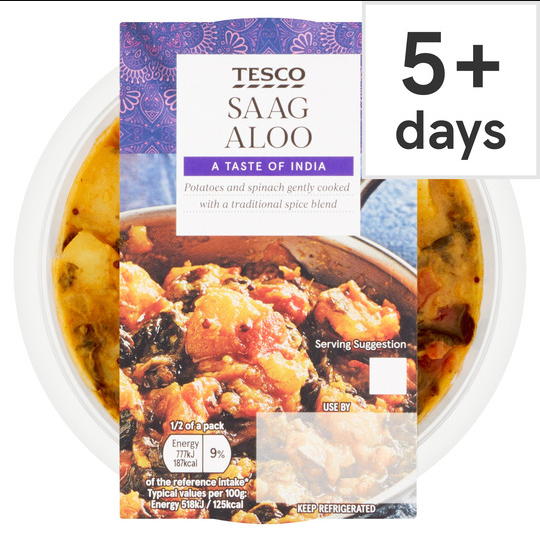 5+
days
TESCO
SAAG
ALOO
A TASTE OF INDIA
Potatoes and spinach gently cooked
with a traditional spice blend
Serving Suggestion
USE BY
1/2 of a pack
Energy
777kJ
187kcal
9%
of the reference intake*
Typical values per 100g:
Energy 518kJ / 125kcal
KEEP REFRIGERATED